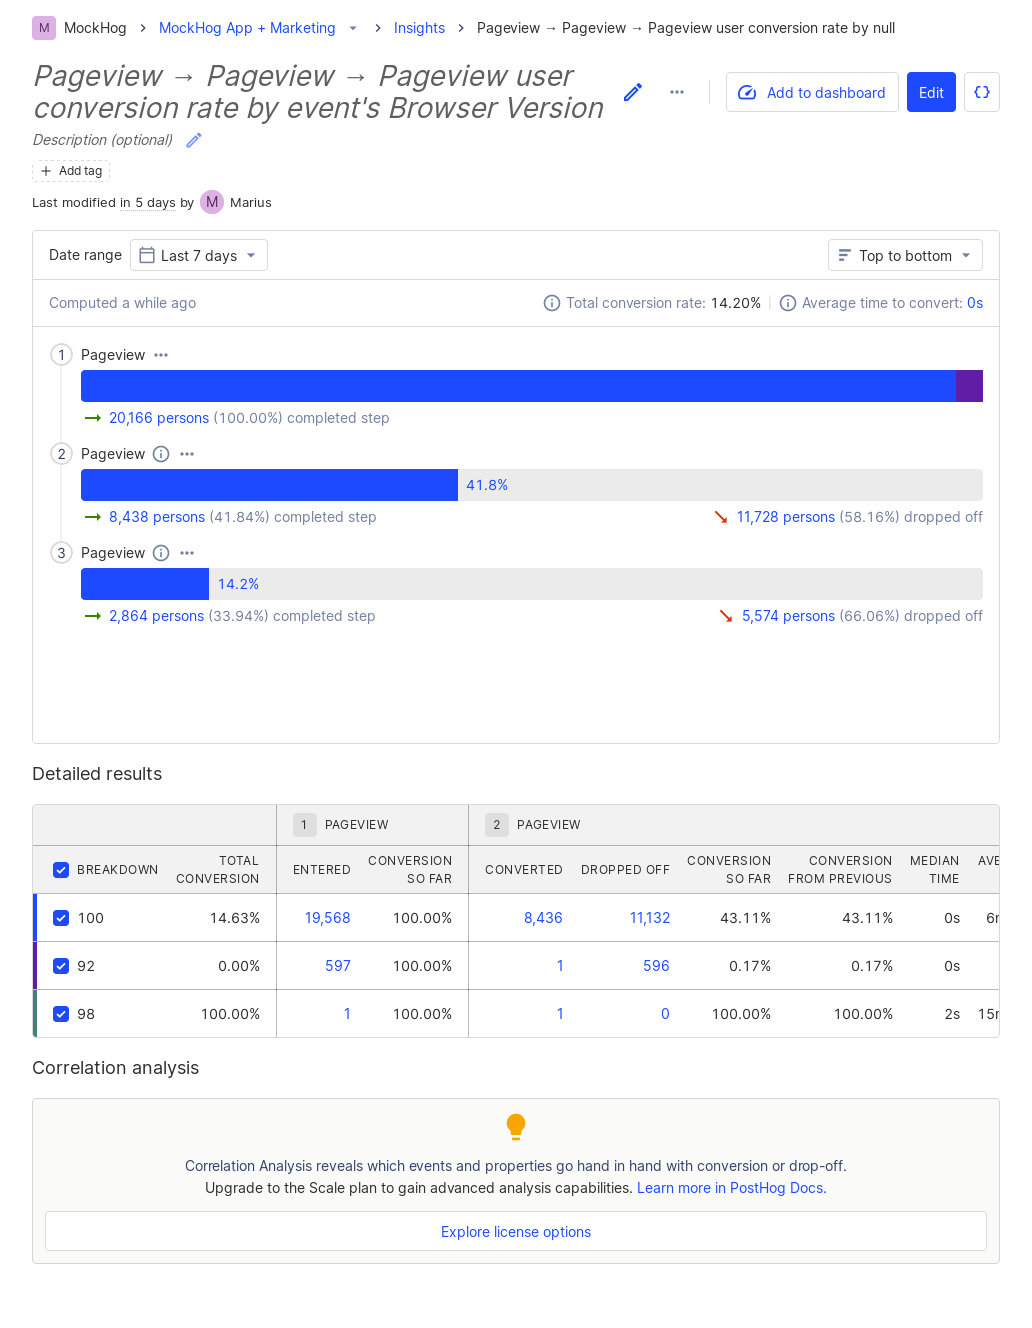 M MockHog MockHog App + Marketing Insights Pageview → Pageview → Pageview user conversion rate by null
Pageview → Pageview → Pageview user
conversion rate by event's Browser Version
Add to dashboard Edit
Description (optional)
Add tag
Last modified in 5 days by M Marius
Date range Last 7 days Top to bottom
Computed a while ago Total conversion rate: 14.20% Average time to convert: 0s
1 Pageview
20,166 persons (100.00%) completed step
2 Pageview
41.8%
8,438 persons (41.84%) completed step 11,728 persons (58.16%) dropped off
3 Pageview
14.2%
2,864 persons (33.94%) completed step 5,574 persons (66.06%) dropped off
Detailed results
1 PAGEVIEW 2 PAGEVIEW
BREAKDOWN TOTAL CONVERSION ENTERED CONVERSION SO FAR CONVERTED DROPPED OFF CONVERSION SO FAR CONVERSION FROM PREVIOUS MEDIAN TIME
100 14.63% 19,568 100.00% 8,436 11,132 43.11% 43.11% 0s
92 0.00% 597 100.00% 1 596 0.17% 0.17% 0s
98 100.00% 1 100.00% 1 0 100.00% 100.00% 2s
Correlation analysis
Correlation Analysis reveals which events and properties go hand in hand with conversion or drop-off.
Upgrade to the Scale plan to gain advanced analysis capabilities. Learn more in PostHog Docs.
Explore license options